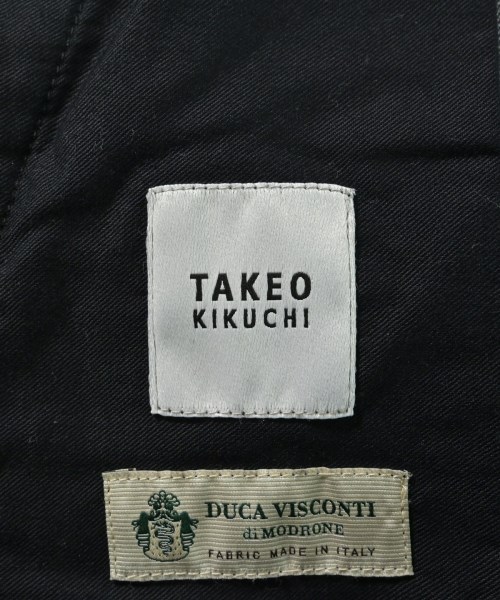 TAKEO
KIKUCHI
DUCA VISCONTI
di MODRONE
FABRIC MADE IN ITALY